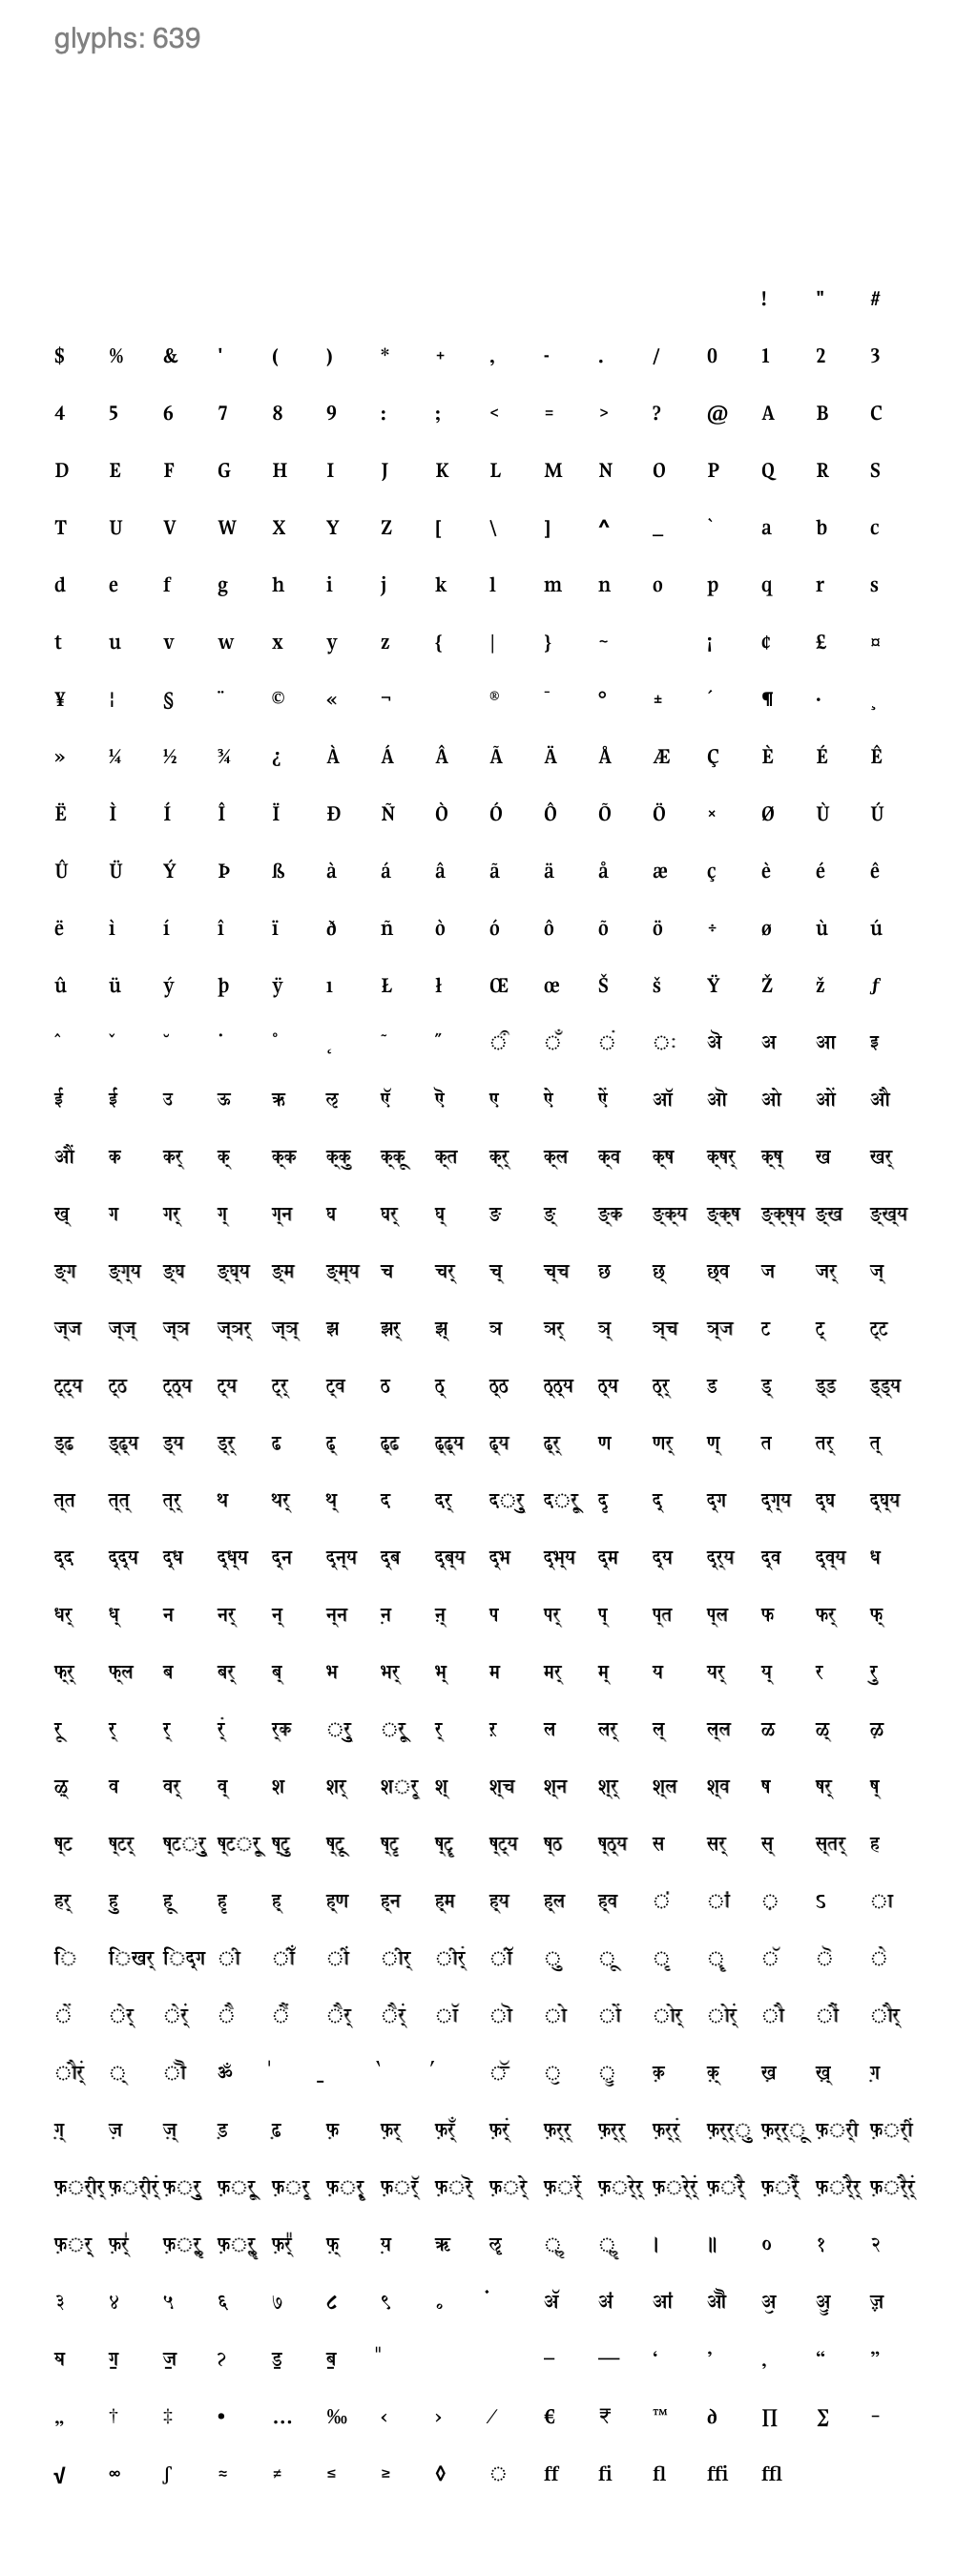 glyphs: 639
! " #
$ % & ' ( ) * + , - . / 0 1 2 3
4 5 6 7 8 9 : ; < = > ? @ A B C
D E F G H I J K L M N O P Q R S
T U V W X Y Z [ \ ] ^ _ ` a b c
d e f g h i j k l m n o p q r s
t u v w x y z { | } ~ ¡ ¢ £ ¤
¥ ¦ § ¨ © « ¬ ® ¯ ° ± ´ ¶ · ¸
» ¼ ½ ¾ ¿ À Á Â Ã Ä Å Æ Ç È É Ê
Ë Ì Í Î Ï Ð Ñ Ò Ó Ô Õ Ö × Ø Ù Ú
Û Ü Ý Þ ß à á â ã ä å æ ç è é ê
ë ì í î ï ð ñ ò ó ô õ ö ÷ ø ù ú
û ü ý þ ÿ ı Ł ł Œ œ Š š Ÿ Ž ž ƒ
ˆ ˇ ˘ ˙ ˚ ˛ ˜ ˝ ँ ं ः ऄ अ आ इ
ई ई उ ऊ ऋ ऌ ऍ ऎ ए ऐ ऐं ऑ ऒ ओ ओं औ
औं क कर् क् क्क क्कु क्कू क्त क्र् क्ल क्व क्ष क्षर् क्ष् ख खर्
ख् ग गर् ग् ग्न घ घर् घ् ङ ङ् ङ्क ङ्क्य ङ्क्ष ङ्क्ष्य ङ्ख ङ्ख्य
ङ्ग ङ्ग्य ङ्घ ङ्घ्य ङ्म ङ्म्य च चर् च् च्च छ छ् छ्व ज जर् ज्
ज्ज ज्ज् ज्ञ ज्ञर् ज्ञ् झ झर् झ् ञ ञर् ञ् ञ्च ञ्ज ट ट् ट्ट
ट्ट्य ट्ठ ट्ठ्य ट्य ट्र् ट्व ठ ठ् ठ्ठ ठ्ठ्य ठ्य ठ्र् ड ड् ड्ड ड्ड्य
ड्ढ ड्ढ्य ड्य ड्र् ढ ढ् ढ्ढ ढ्ढ्य ढ्य ढ्र् ण णर् ण् त तर् त्
त्त त्त् त्र् थ थर् थ् द दर् दृ द् द्ग द्ग्य द्घ द्घ्य
द्द द्द्य द्ध द्ध्य द्न द्न्य द्ब द्ब्य द्भ द्भ्य द्म द्य द्र्य द्व द्व्य ध
धर् ध् न नर् न् न्न ऩ ऩ् प पर् प् प्त प्ल फ फर् फ्
फ्र् फ्ल ब बर् ब् भ भर् भ् म मर् म् य यर् य् र रु
रू र् र् र्ं र्क र् ऱ ल लर् ल् ल्ल ळ ळ् ऴ
ऴ् व वर् व् श शर् श् श्च श्न श्र् श्ल श्व ष षर् ष्
ष्ट ष्टर् ष्टु ष्टू ष्टृ ष्टॄ ष्ट्य ष्ठ ष्ठ्य स सर् स् स्तर् ह
हर् हु हू हृ ह् ह्ण ह्न ह्म ह्य ह्ल ह्व ऺ ऻ ़ ऽ ा
ि िखर् िद्ग ी ीँ ीं ीर् ीर्ं ु ू ृ ॄ ॅ ॆ े
ें ेर् ेर्ं ै ैं ैर् ैर्ं ॉ ॊ ो ों ोर् ोर्ं ौ ौं ौर्
ौर्ं ् ॏ ॐ ॑ ॒ ॓ ॔ ॕ ॖ ॗ क़ क़् ख़ ख़् ग़
ग़् ज़ ज़् ड़ ढ़ फ़ फ़र् फ़र्ँ फ़र्ं फ़र्र् फ़र्र् फ़र्र्ं
फ़् य़ ॠ ॡ ॢ ॣ । ॥ ० १ २
३ ४ ५ ६ ७ ८ ९ ॰ ॱ ॲ ॳ ॴ ॵ ॶ ॷ ॹ
ॺ ॻ ॼ ॽ ॾ ॿ " – — ‘ ’ ‚ “ ”
„ † ‡ • … ‰ ‹ › ⁄ € ₹ ™ ∂ ∏ ∑ −
√ ∞ ∫ ≈ ≠ ≤ ≥ ◊ ◌ ff fi fl ffi ffl